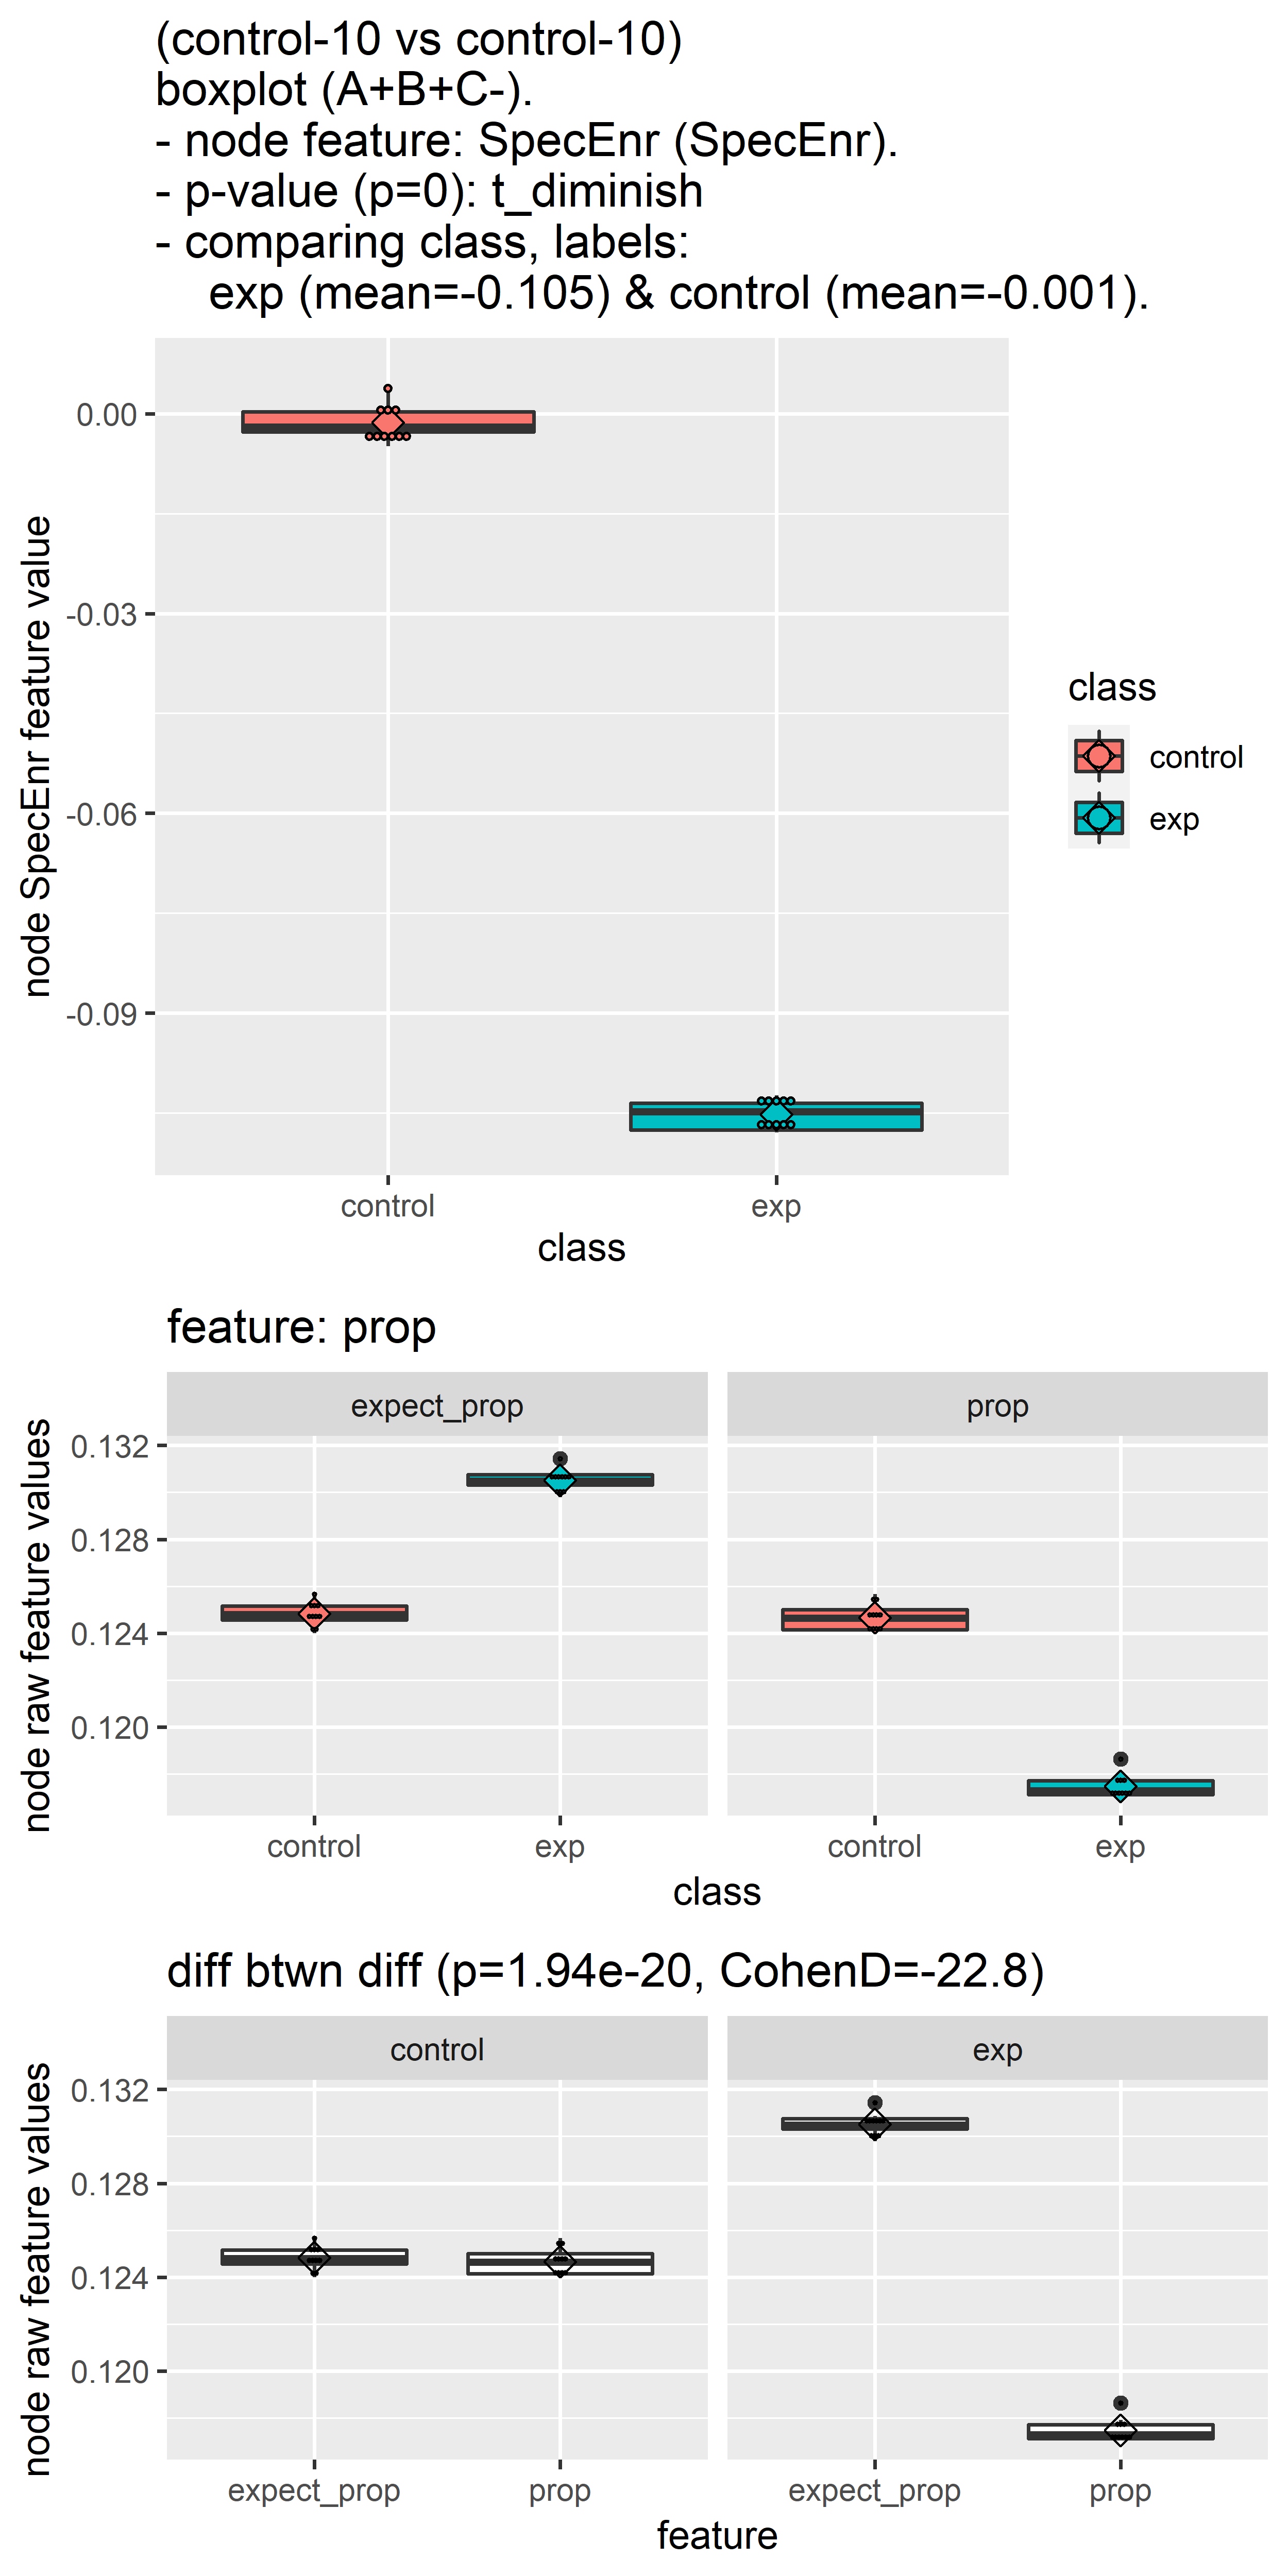 (control-10 vs control-10)
boxplot (A+B+C-).
- node feature: SpecEnr (SpecEnr).
- p-value (p=0): t_diminish
- comparing class, labels:
exp (mean=-0.105) & control (mean=-0.001).
node SpecEnr feature value
0.00
-0.03
-0.06
-0.09
control
exp
class
class
control
exp
feature: prop
node raw feature values
expect_prop
prop
0.132
0.128
0.124
0.120
control
exp
control
exp
class
diff btwn diff (p=1.94e-20, CohenD=-22.8)
node raw feature values
control
exp
0.132
0.128
0.124
0.120
expect_prop
prop
expect_prop
prop
feature